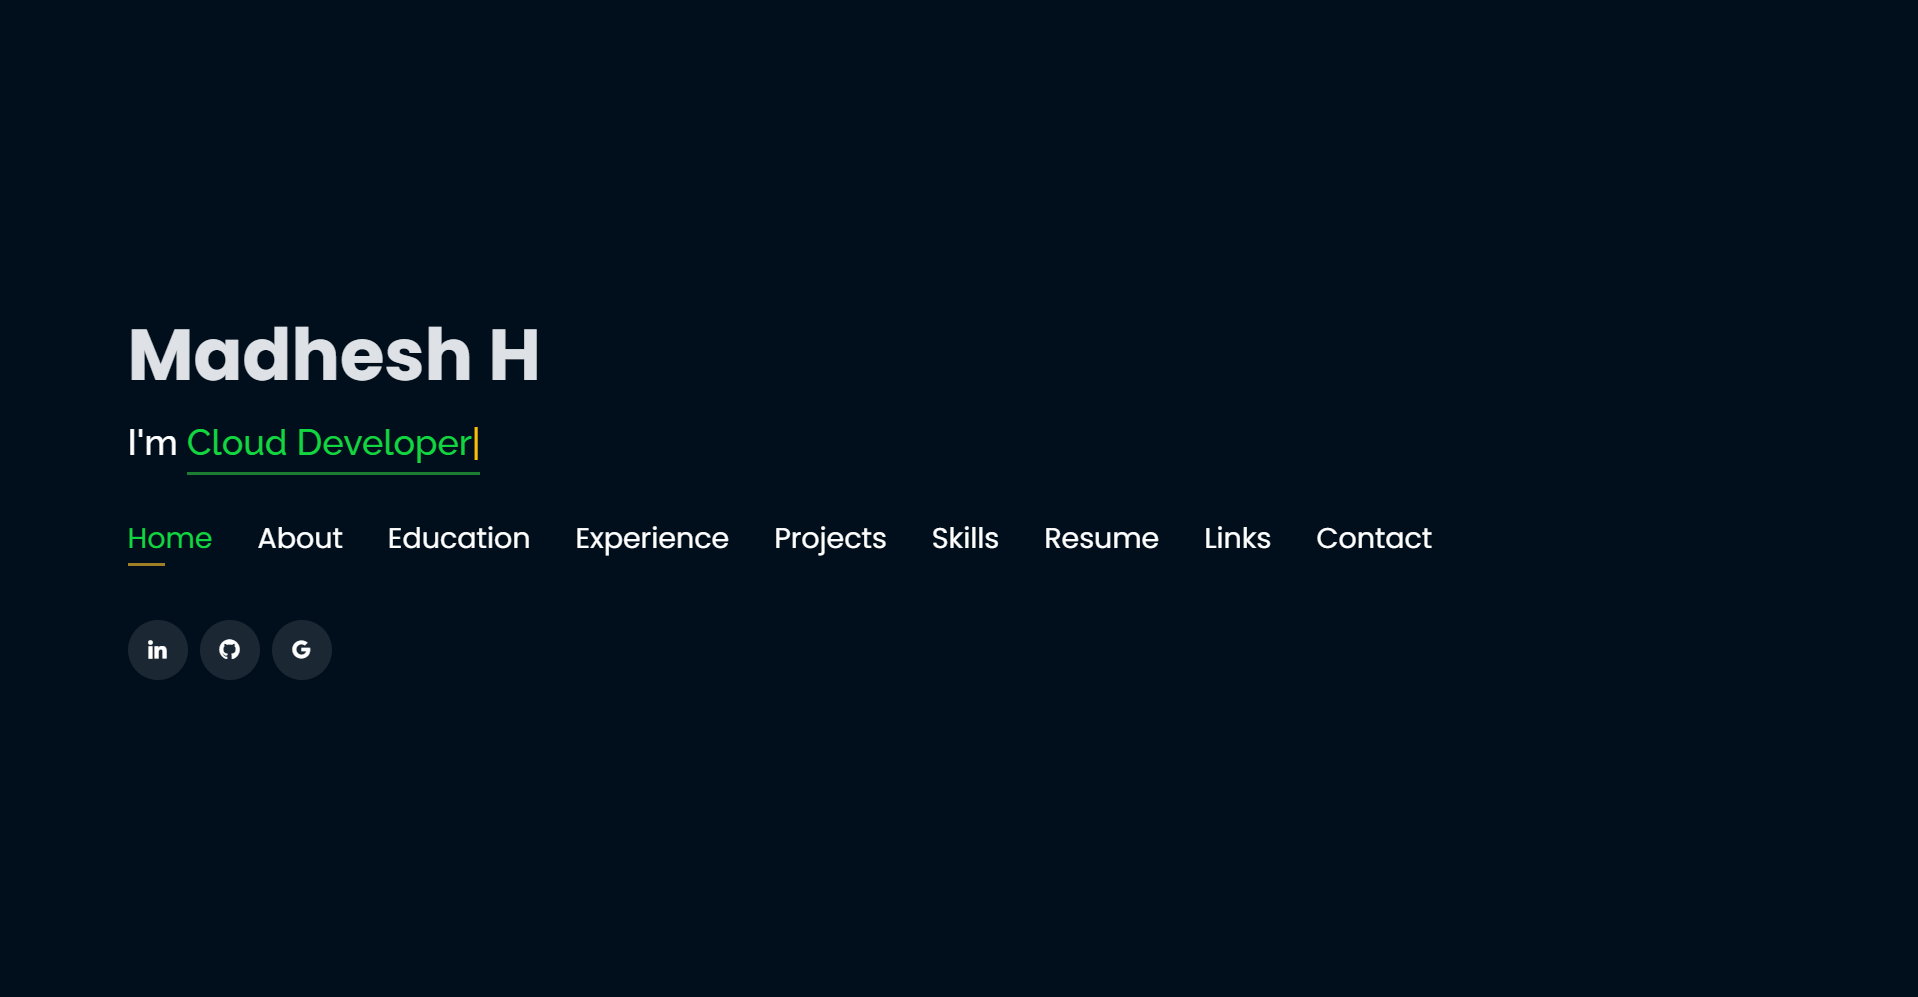 Madhesh H
I'm Cloud Developer|
Home About Education Experience Projects Skills Resume Links Contact
in G